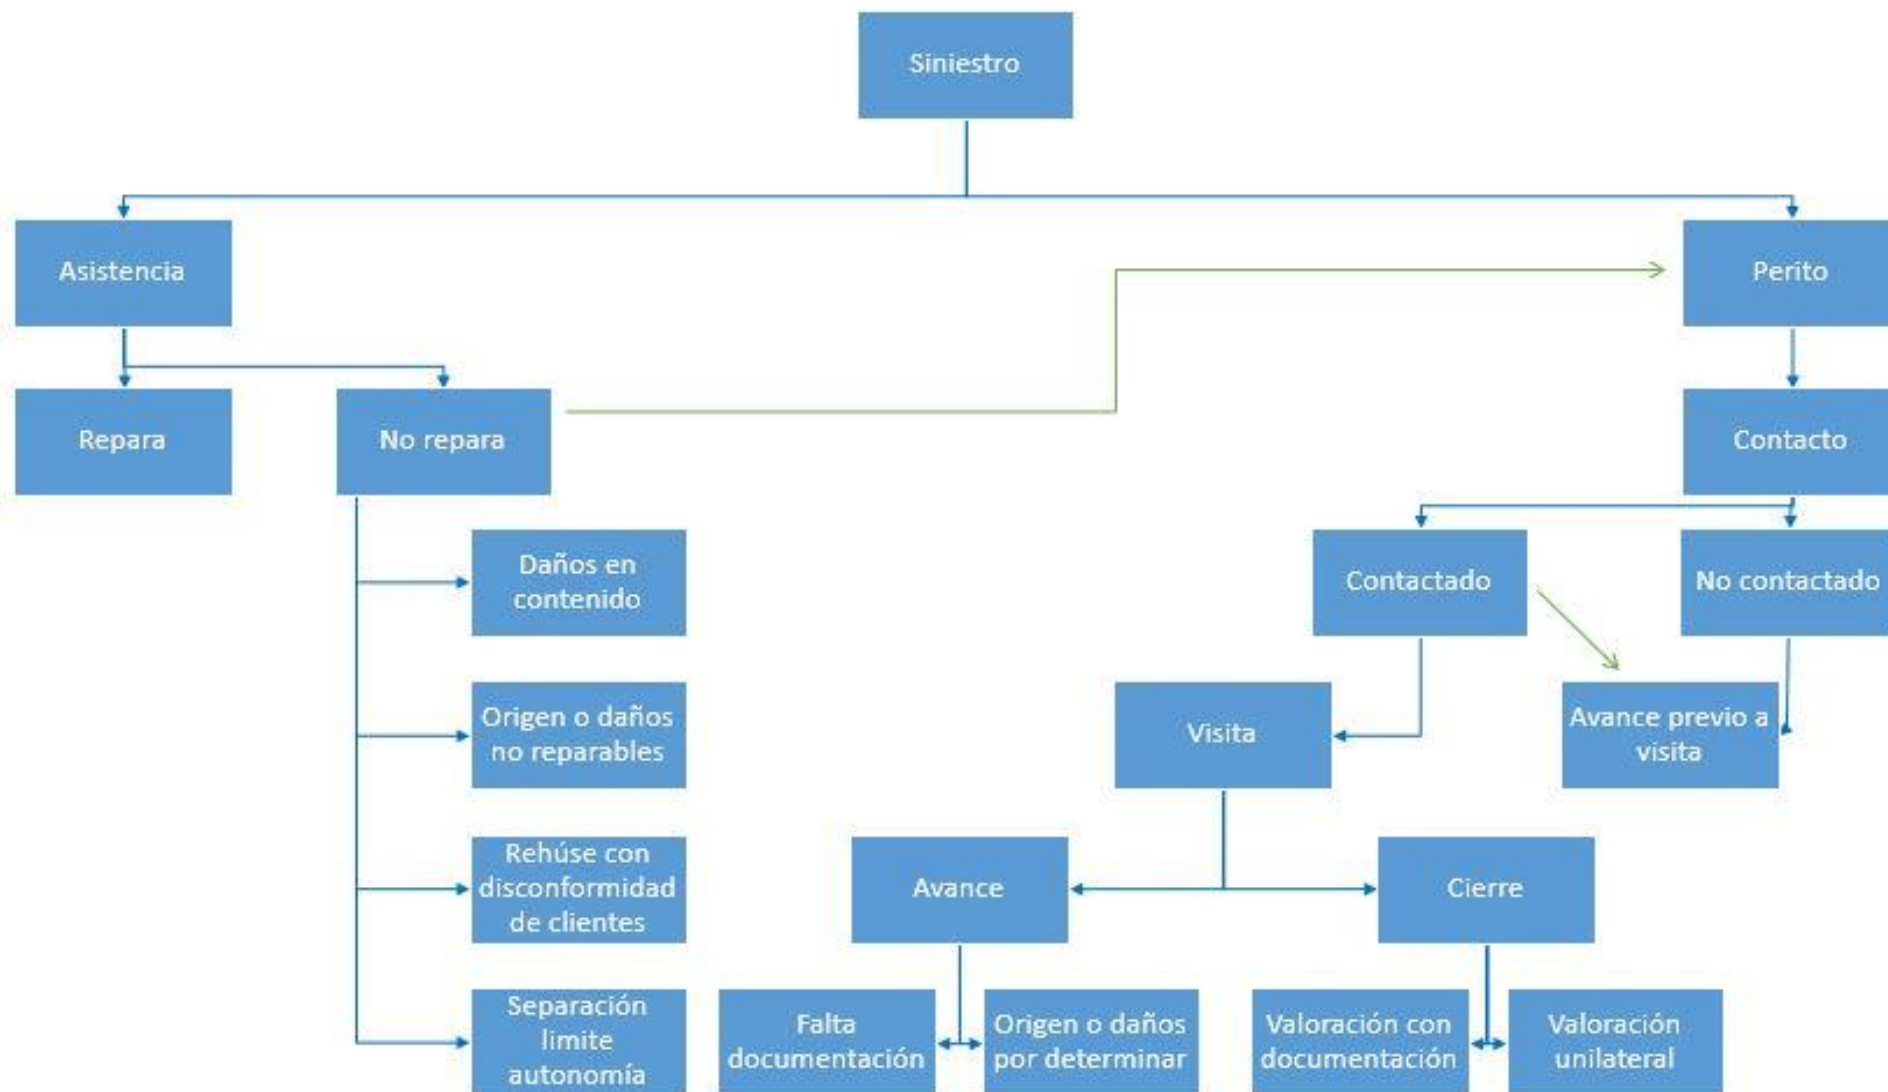 Siniestro
Asistencia
Perito
Repara
No repara
Contacto
Daños en
contenido
Contactado
No contactado
Origen o daños
no reparables
Visita
Avance previo a
visita
Rehúse con
disconformidad
de clientes
Avance
Cierre
Separación
limite
autonomía
Falta
documentación
Origen o daños
por determinar
Valoración con
documentación
Valoración
unilateral